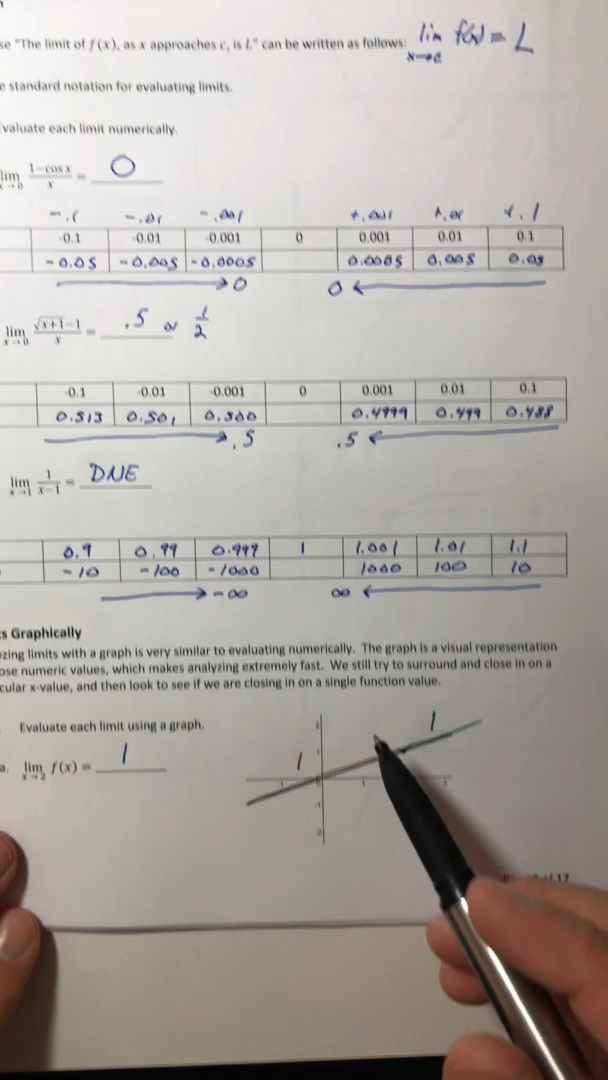 "The limit of f(x), as x approaches c, is L" can be written as follows: lim x→c f(x) = L
standard notation for evaluating limits.
Evaluate each limit numerically.
lim x→0 1−cos x / x = 0
-.1 -.01 -.001 +.001 +.01 +.1
-0.1 -0.01 -0.001 0 0.001 0.01 0.1
-0.05 -0.005 -0.0005 0.0005 0.005 0.05
→ 0 0 ←
lim x→0 √(x+1)−1 / x = .5 or 1/2
-0.1 -0.01 -0.001 0 0.001 0.01 0.1
0.513 0.501 0.500 0.4999 0.499 0.488
→ .5 .5 ←
lim x→1 1 / x−1 = DNE
0.9 0.99 0.999 1 1.001 1.01 1.1
-10 -100 -1000 1000 100 10
→ -∞ ∞ ←
Graphically
limits with a graph is very similar to evaluating numerically. The graph is a visual representation
numeric values, which makes analyzing extremely fast. We still try to surround and close in on a
x-value, and then look to see if we are closing in on a single function value.
Evaluate each limit using a graph.
a. lim x→2 f(x) = 1
1 1